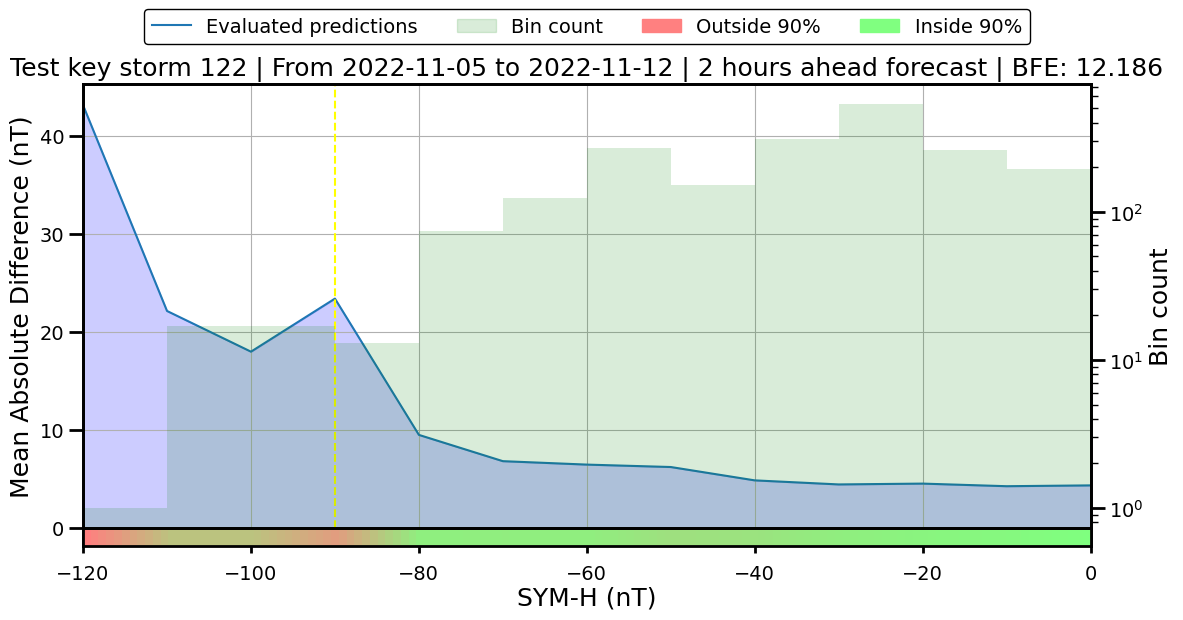 Evaluated predictions Bin count Outside 90% Inside 90%
Test key storm 122 | From 2022-11-05 to 2022-11-12 | 2 hours ahead forecast | BFE: 12.186
Mean Absolute Difference (nT)
40
30
20
10
0
Bin count
10²
10¹
10⁰
−120 −100 −80 −60 −40 −20 0
SYM-H (nT)